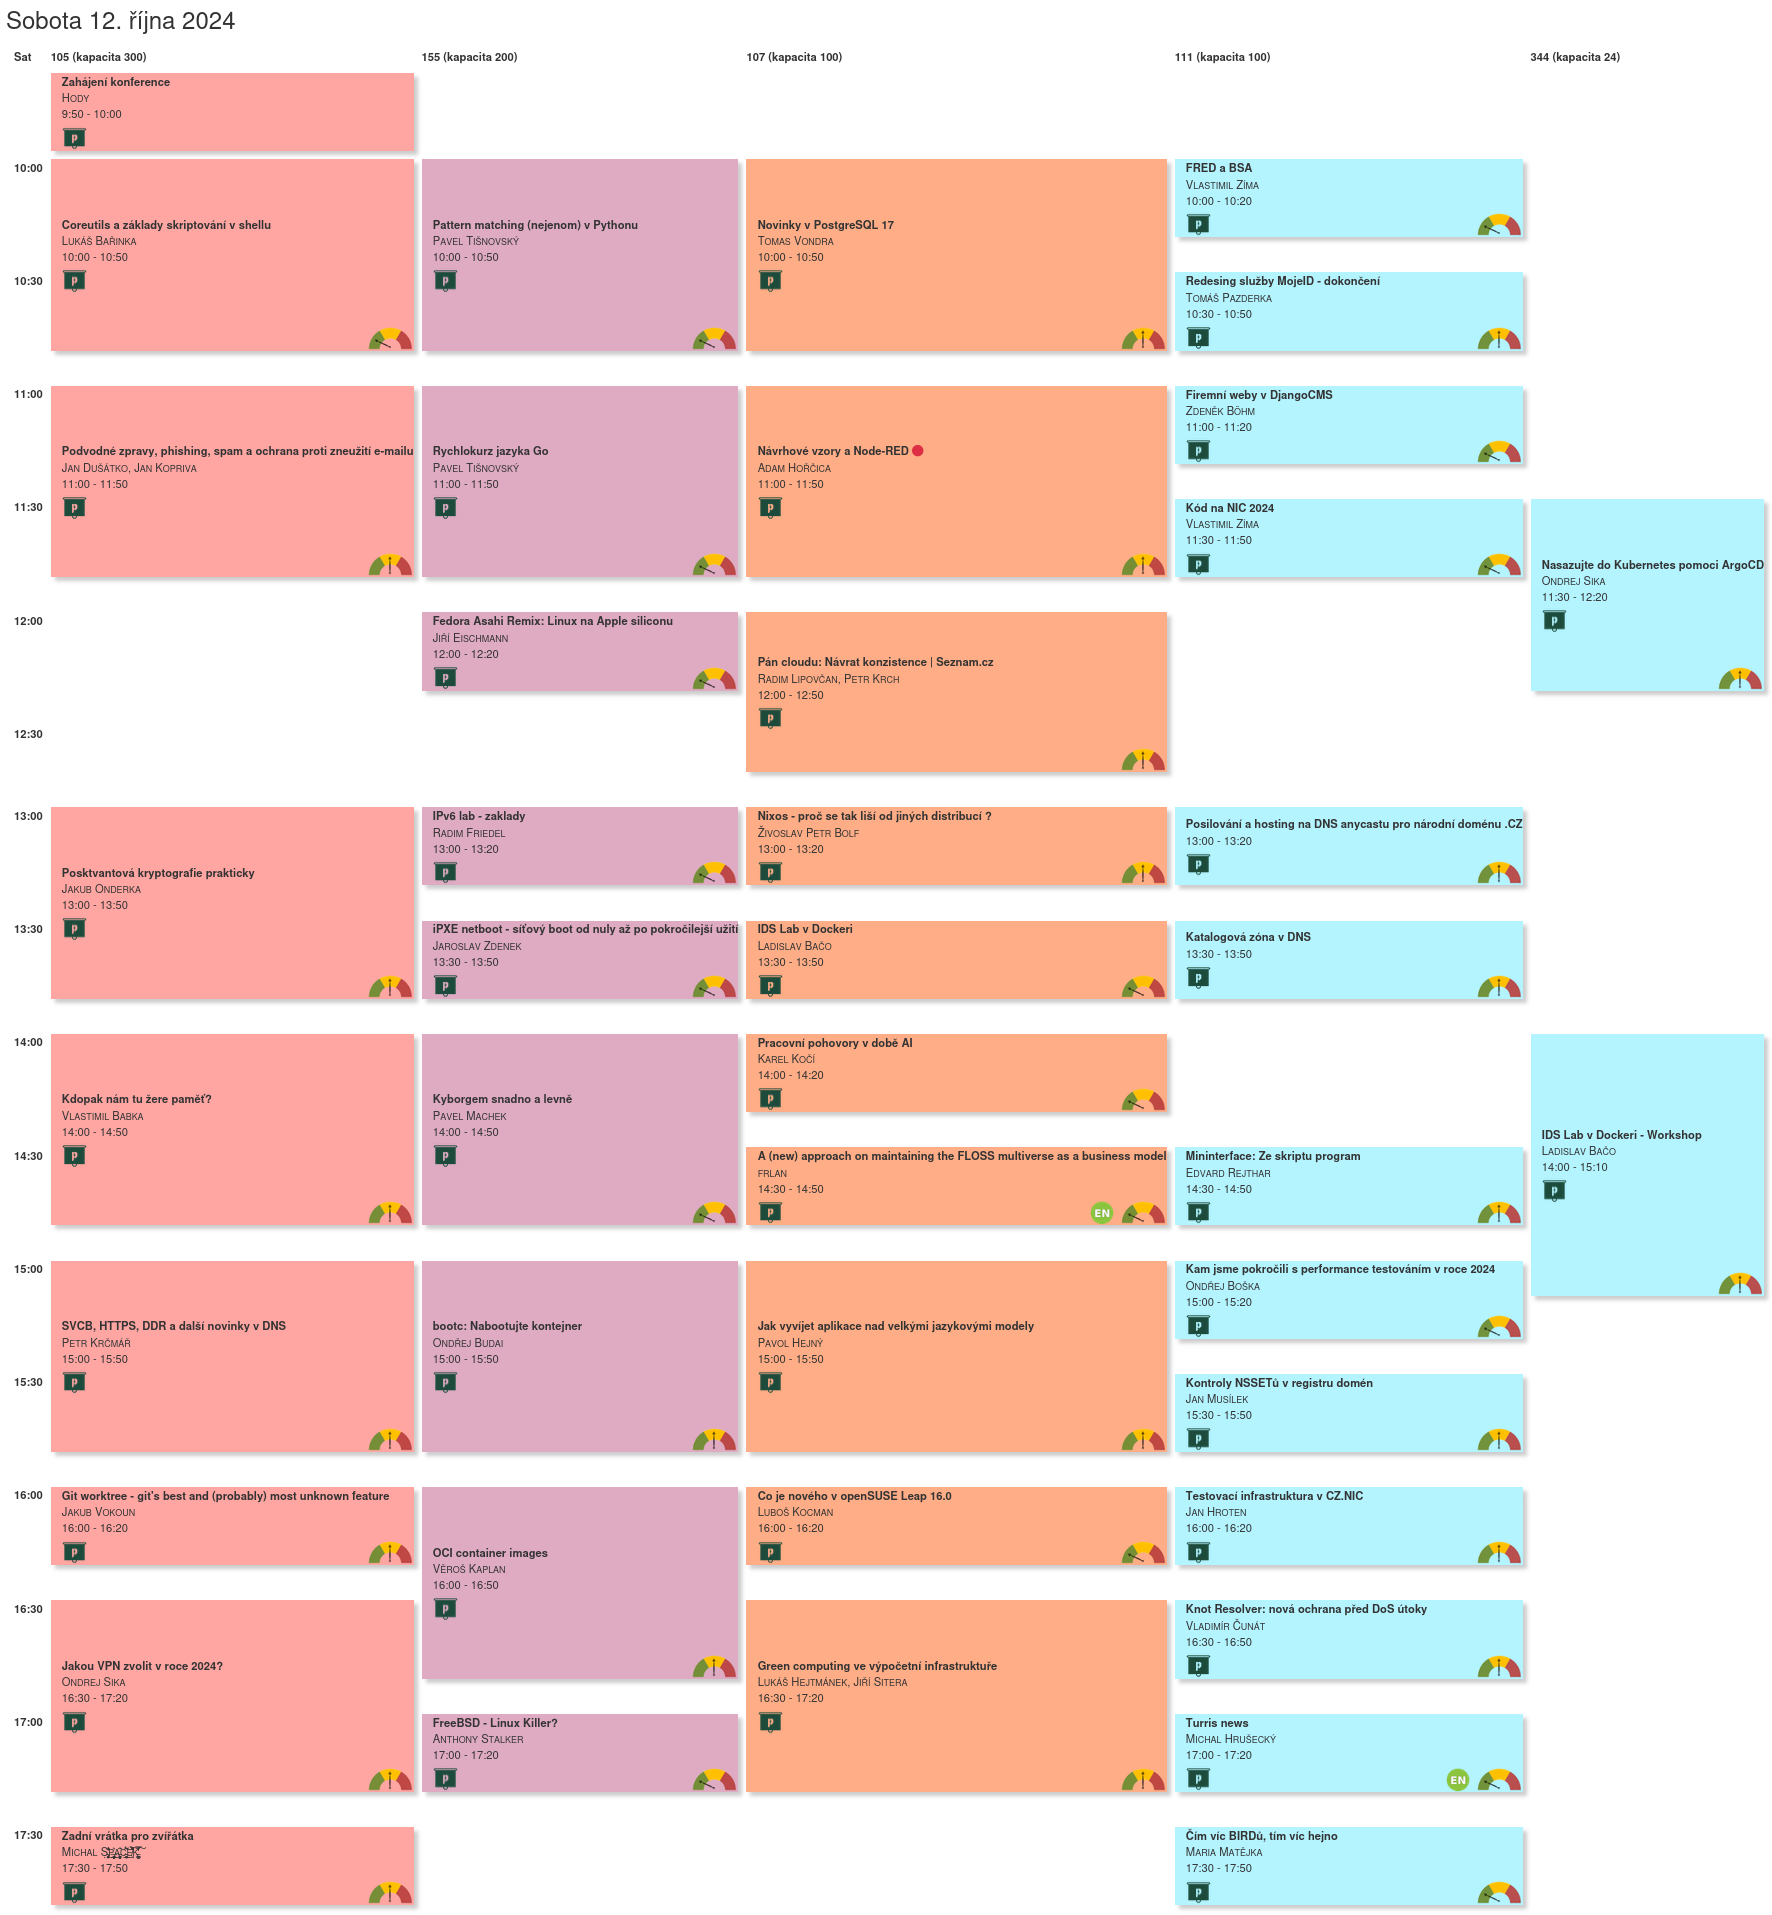 Sobota 12. října 2024
Sat
105 (kapacita 300)
155 (kapacita 200)
107 (kapacita 100)
111 (kapacita 100)
344 (kapacita 24)
Zahájení konference
Hody
9:50 - 10:00
p
10:00
Coreutils a základy skriptování v shellu
Lukáš Bařinka
10:00 - 10:50
p
Pattern matching (nejenom) v Pythonu
Pavel Tišnovský
10:00 - 10:50
p
Novinky v PostgreSQL 17
Tomas Vondra
10:00 - 10:50
p
FRED a BSA
Vlastimil Zíma
10:00 - 10:20
p
10:30
Redesing služby MojeID - dokončení
Tomáš Pazderka
10:30 - 10:50
p
11:00
Podvodné zpravy, phishing, spam a ochrana proti zneužití e-mailu
Jan Dušátko, Jan Kopriva
11:00 - 11:50
p
Rychlokurz jazyka Go
Pavel Tišnovský
11:00 - 11:50
p
Návrhové vzory a Node-RED
Adam Hořčica
11:00 - 11:50
p
Firemní weby v DjangoCMS
Zdeněk Böhm
11:00 - 11:20
p
11:30
Kód na NIC 2024
Vlastimil Zíma
11:30 - 11:50
p
Nasazujte do Kubernetes pomoci ArgoCD
Ondrej Sika
11:30 - 12:20
p
12:00
Fedora Asahi Remix: Linux na Apple siliconu
Jiří Eischmann
12:00 - 12:20
p
Pán cloudu: Návrat konzistence | Seznam.cz
Radim Lipovčan, Petr Krch
12:00 - 12:50
p
12:30
13:00
Posktvantová kryptografie prakticky
Jakub Onderka
13:00 - 13:50
p
IPv6 lab - zaklady
Radim Friedel
13:00 - 13:20
p
Nixos - proč se tak liší od jiných distribucí ?
Živoslav Petr Bolf
13:00 - 13:20
p
Posilování a hosting na DNS anycastu pro národní doménu .CZ
13:00 - 13:20
p
13:30
iPXE netboot - síťový boot od nuly až po pokročilejší užití
Jaroslav Zdenek
13:30 - 13:50
p
IDS Lab v Dockeri
Ladislav Bačo
13:30 - 13:50
p
Katalogová zóna v DNS
13:30 - 13:50
p
14:00
Kdopak nám tu žere paměť?
Vlastimil Babka
14:00 - 14:50
p
Kyborgem snadno a levně
Pavel Machek
14:00 - 14:50
p
Pracovní pohovory v době AI
Karel Kočí
14:00 - 14:20
p
IDS Lab v Dockeri - Workshop
Ladislav Bačo
14:00 - 15:10
p
14:30
A (new) approach on maintaining the FLOSS multiverse as a business model
frlan
14:30 - 14:50
p
EN
Mininterface: Ze skriptu program
Edvard Rejthar
14:30 - 14:50
p
15:00
SVCB, HTTPS, DDR a další novinky v DNS
Petr Krčmář
15:00 - 15:50
p
bootc: Nabootujte kontejner
Ondřej Budai
15:00 - 15:50
p
Jak vyvíjet aplikace nad velkými jazykovými modely
Pavol Hejný
15:00 - 15:50
p
Kam jsme pokročili s performance testováním v roce 2024
Ondřej Boška
15:00 - 15:20
p
15:30
Kontroly NSSETů v registru domén
Jan Musílek
15:30 - 15:50
p
16:00
Git worktree - git's best and (probably) most unknown feature
Jakub Vokoun
16:00 - 16:20
p
OCI container images
Věroš Kaplan
16:00 - 16:50
p
Co je nového v openSUSE Leap 16.0
Luboš Kocman
16:00 - 16:20
p
Testovací infrastruktura v CZ.NIC
Jan Hroten
16:00 - 16:20
p
16:30
Jakou VPN zvolit v roce 2024?
Ondrej Sika
16:30 - 17:20
p
Green computing ve výpočetní infrastruktuře
Lukáš Hejtmánek, Jiří Sitera
16:30 - 17:20
p
Knot Resolver: nová ochrana před DoS útoky
Vladimír Čunát
16:30 - 16:50
p
17:00
FreeBSD - Linux Killer?
Anthony Stalker
17:00 - 17:20
p
Turris news
Michal Hrušecký
17:00 - 17:20
p
EN
17:30
Zadní vrátka pro zvířátka
Michal
17:30 - 17:50
p
Čím víc BIRDů, tím víc hejno
Maria Matějka
17:30 - 17:50
p